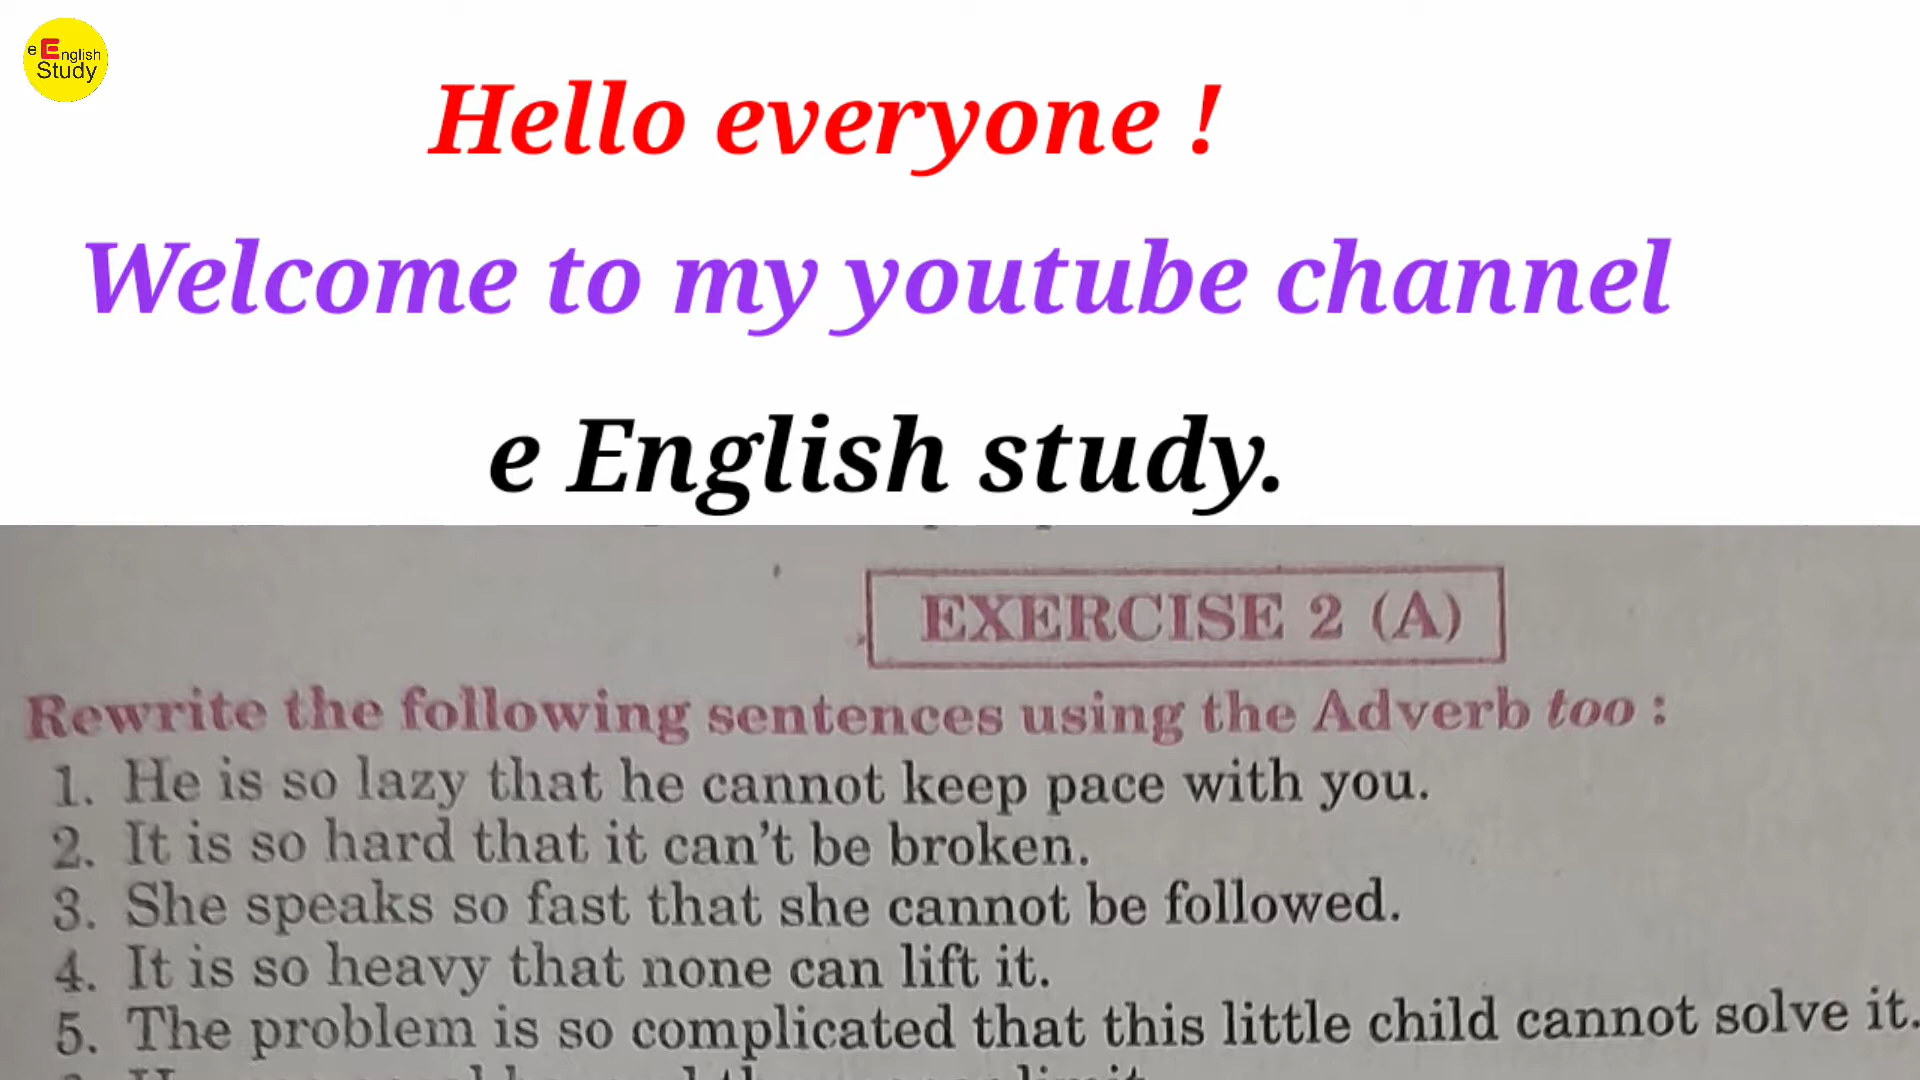 e English
Study
Hello everyone !
Welcome to my youtube channel
e English study.
EXERCISE 2 (A)
Rewrite the following sentences using the Adverb too :
1. He is so lazy that he cannot keep pace with you.
2. It is so hard that it can't be broken.
3. She speaks so fast that she cannot be followed.
4. It is so heavy that none can lift it.
5. The problem is so complicated that this little child cannot solve it.